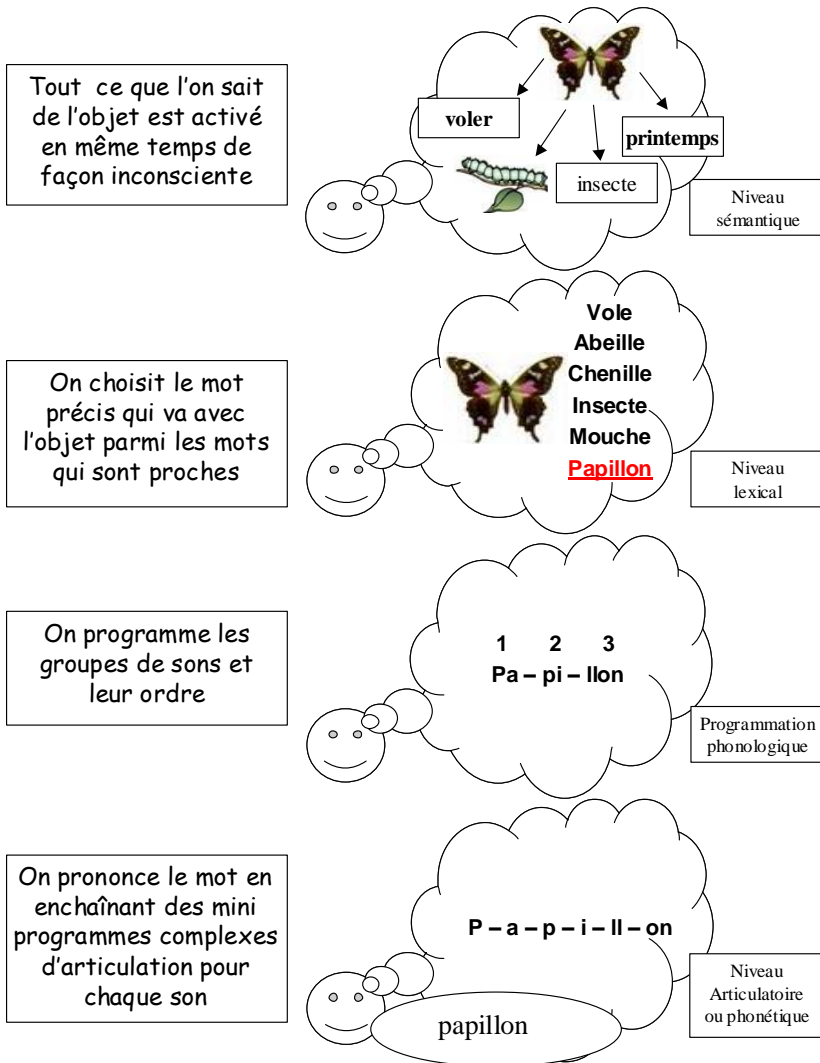 Tout ce que l'on sait
de l'objet est activé
en même temps de
façon inconsciente
voler
printemps
insecte
Niveau
sémantique
On choisit le mot
précis qui va avec
l'objet parmi les mots
qui sont proches
Vole
Abeille
Chenille
Insecte
Mouche
Papillon
Niveau
lexical
On programme les
groupes de sons et
leur ordre
1 2 3
Pa – pi – llon
Programmation
phonologique
On prononce le mot en
enchaînant des mini
programmes complexes
d'articulation pour
chaque son
P – a – p – i – ll – on
papillon
Niveau
Articulatoire
ou phonétique